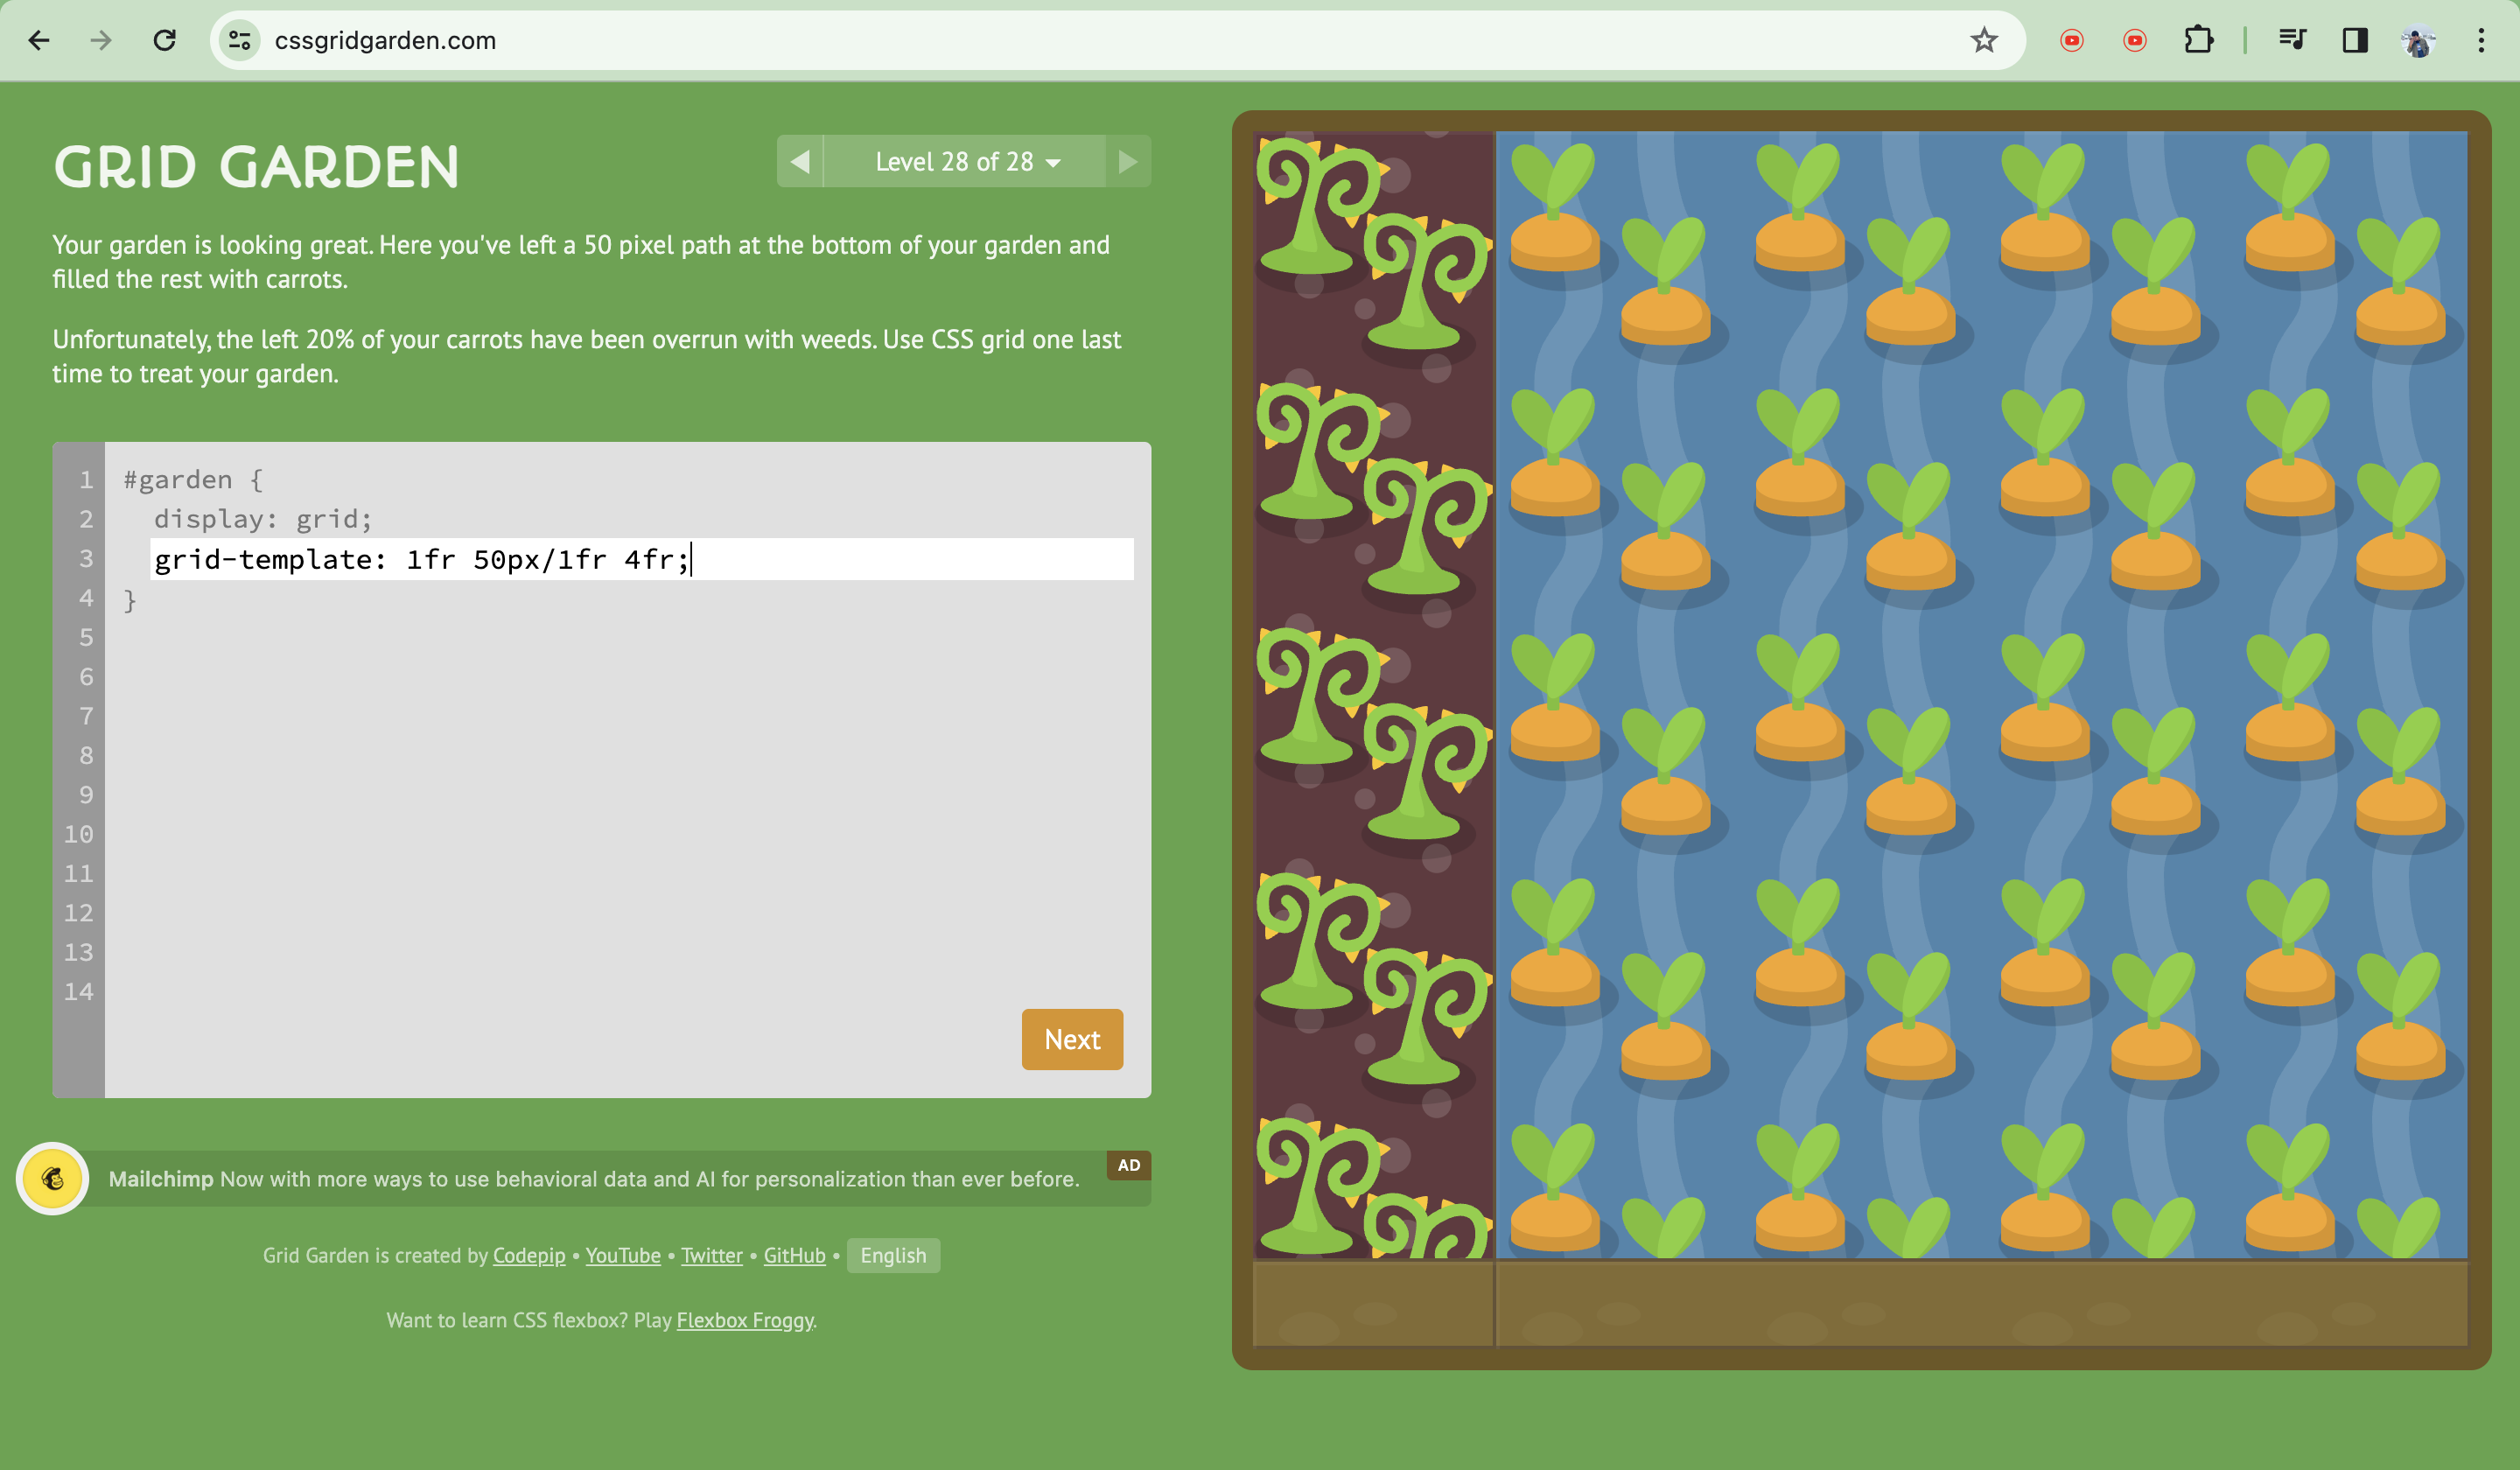 cssgridgarden.com
GRID GARDEN
Level 28 of 28
Your garden is looking great. Here you've left a 50 pixel path at the bottom of your garden and
filled the rest with carrots.
Unfortunately, the left 20% of your carrots have been overrun with weeds. Use CSS grid one last
time to treat your garden.
1 #garden {
2 display: grid;
3 grid-template: 1fr 50px/1fr 4fr;
4 }
5
6
7
8
9
10
11
12
13
14
Next
Mailchimp Now with more ways to use behavioral data and AI for personalization than ever before.
AD
Grid Garden is created by Codepip • YouTube • Twitter • GitHub • English
Want to learn CSS flexbox? Play Flexbox Froggy.